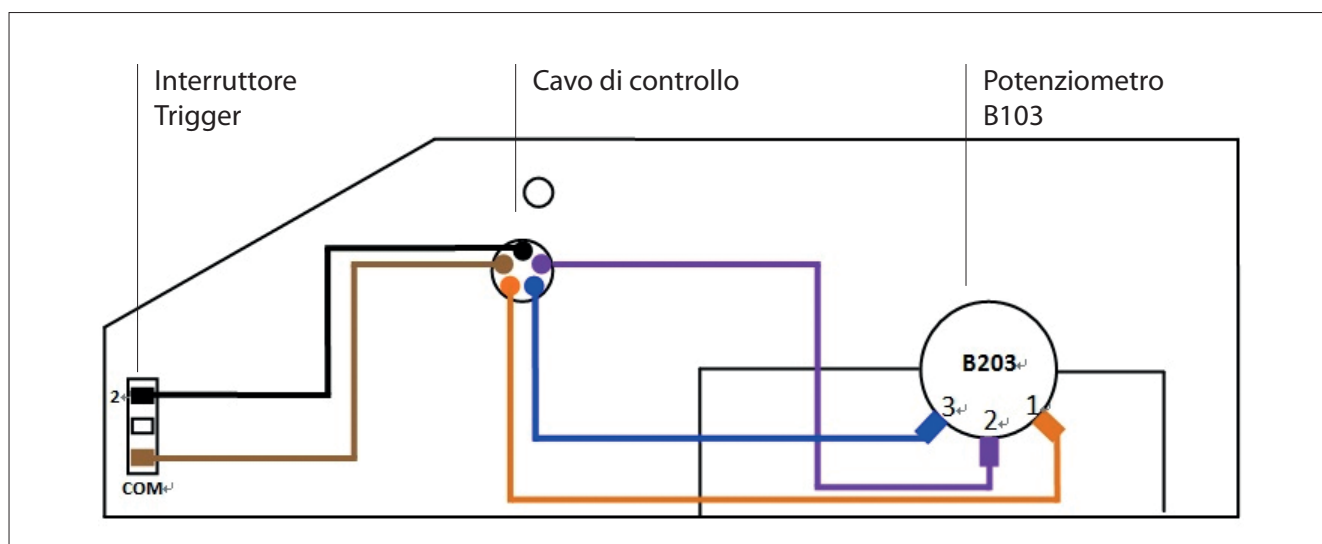 Interruttore
Trigger
Cavo di controllo
Potenziometro
B103
B203↵
3↵
2↵
1↵
2↵
COM↵